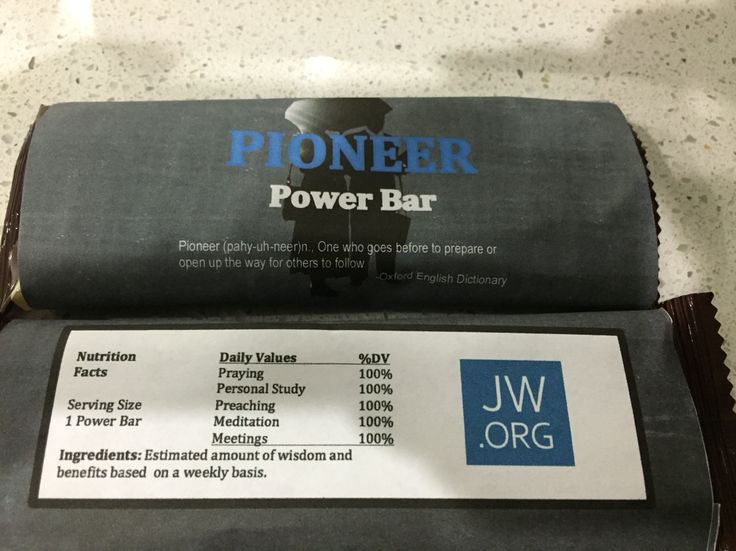 PIONEER
Power Bar
Pioneer (pahy-uh-neer)n., One who goes before to prepare or
open up the way for others to follow
-Oxford English Dictionary
Nutrition
Facts
Serving Size
1 Power Bar
Daily Values %DV
Praying 100%
Personal Study 100%
Preaching 100%
Meditation 100%
Meetings 100%
Ingredients: Estimated amount of wisdom and
benefits based on a weekly basis.
JW
.ORG